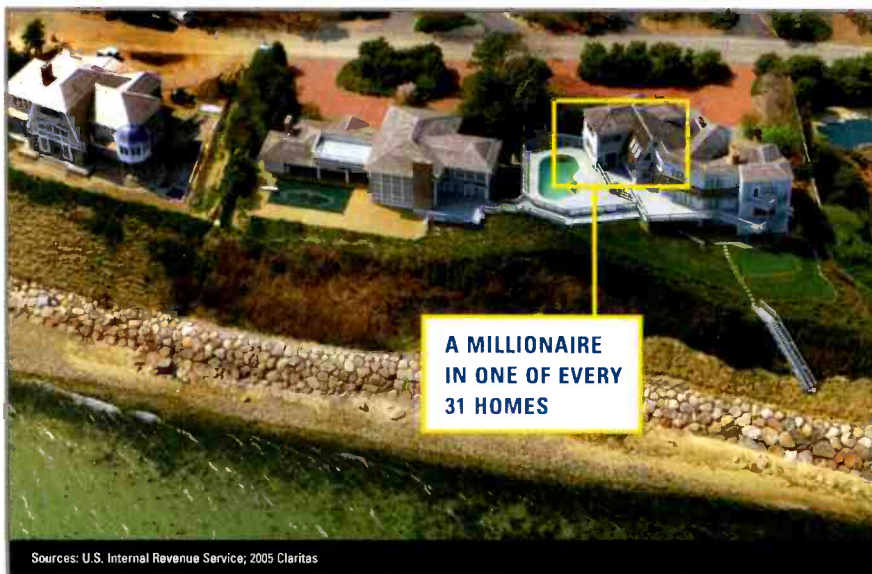 A MILLIONAIRE
IN ONE OF EVERY
31 HOMES
Sources: U.S. Internal Revenue Service; 2005 Claritas